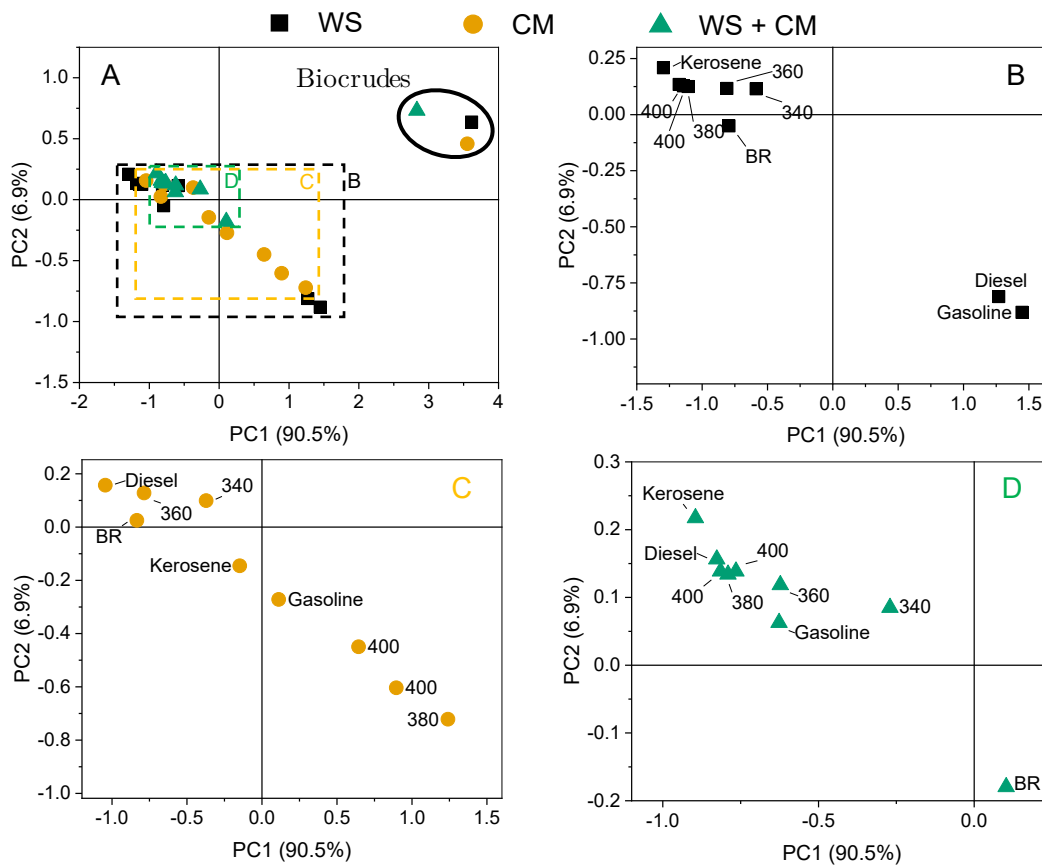 WS CM WS + CM
A
Biocrudes
D C B
1.0
0.5
0.0
-0.5
-1.0
-1.5
-2 -1 0 1 2 3 4
PC1 (90.5%)
PC2 (6.9%)
B
Kerosene
360
400
400
380
340
BR
Diesel
Gasoline
0.25
0.00
-0.25
-0.50
-0.75
-1.00
-1.5 -1.0 -0.5 0.0 0.5 1.0 1.5
PC1 (90.5%)
PC2 (6.9%)
C
Diesel
340
360
BR
Kerosene
Gasoline
400
400
380
0.2
0.0
-0.2
-0.4
-0.6
-0.8
-1.0
-1.0 -0.5 0.0 0.5 1.0 1.5
PC1 (90.5%)
PC2 (6.9%)
D
Kerosene
Diesel
400
400
380
360
340
Gasoline
BR
0.3
0.2
0.1
0.0
-0.1
-0.2
-1.0 -0.5 0.0
PC1 (90.5%)
PC2 (6.9%)